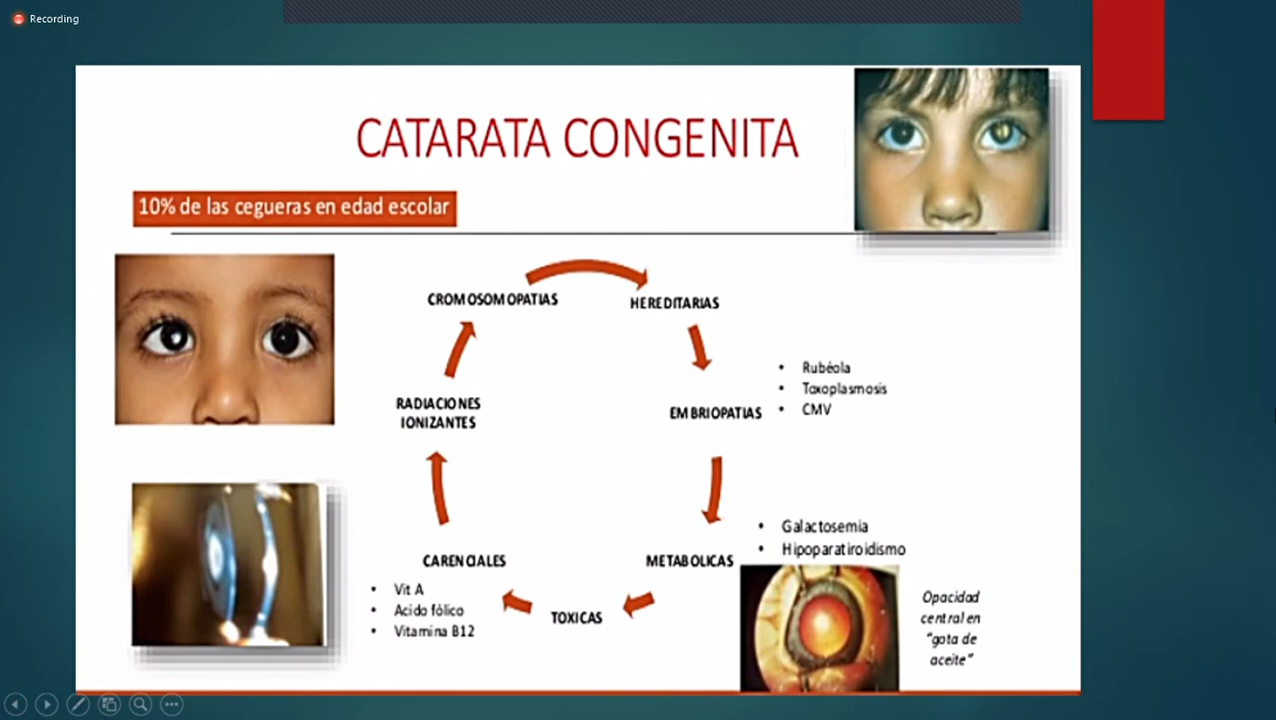 Recording
CATARATA CONGENITA
10% de las cegueras en edad escolar
CROMOSOMOPATIAS
HEREDITARIAS
• Rubéola
• Toxoplasmosis
• CMV
EMBRIOPATIAS
RADIACIONES
IONIZANTES
• Galactosemia
• Hipoparatiroidismo
METABOLICAS
CARENCIALES
• Vit A
• Acido fólico
• Vitamina B12
TOXICAS
Opacidad
central en
“gota de
aceite”